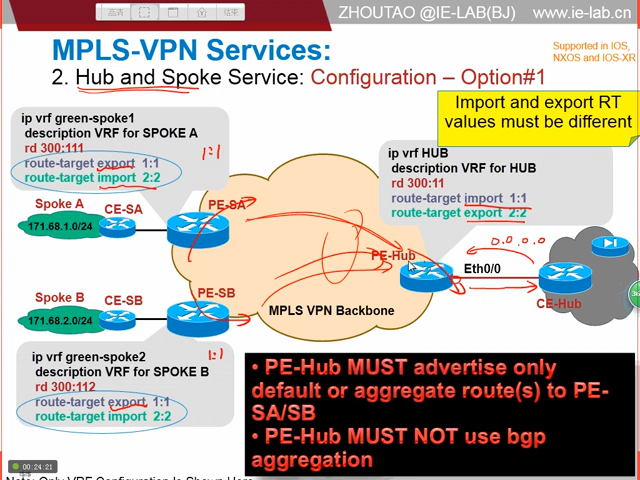 ZHOUTAO @IE-LAB(BJ) www.ie-lab.cn
MPLS-VPN Services:
Supported in IOS,
NXOS and IOS-XR
2. Hub and Spoke Service: Configuration – Option#1
Import and export RT
values must be different
ip vrf green-spoke1
description VRF for SPOKE A
rd 300:111
route-target export 1:1
route-target import 2:2
1:1
ip vrf HUB
description VRF for HUB
rd 300:11
route-target import 1:1
route-target export 2:2
Spoke A
CE-SA
PE-SA
171.68.1.0/24
0.0.0.0
PE-Hub
Eth0/0
CE-Hub
Spoke B
CE-SB
PE-SB
171.68.2.0/24
MPLS VPN Backbone
ip vrf green-spoke2
description VRF for SPOKE B
rd 300:112
route-target export 1:1
route-target import 2:2
1:1
• PE-Hub MUST advertise only
default or aggregate route(s) to PE-
SA/SB
• PE-Hub MUST NOT use bgp
aggregation
00:24:21
Note: Only VRF Configuration Is Shown Here